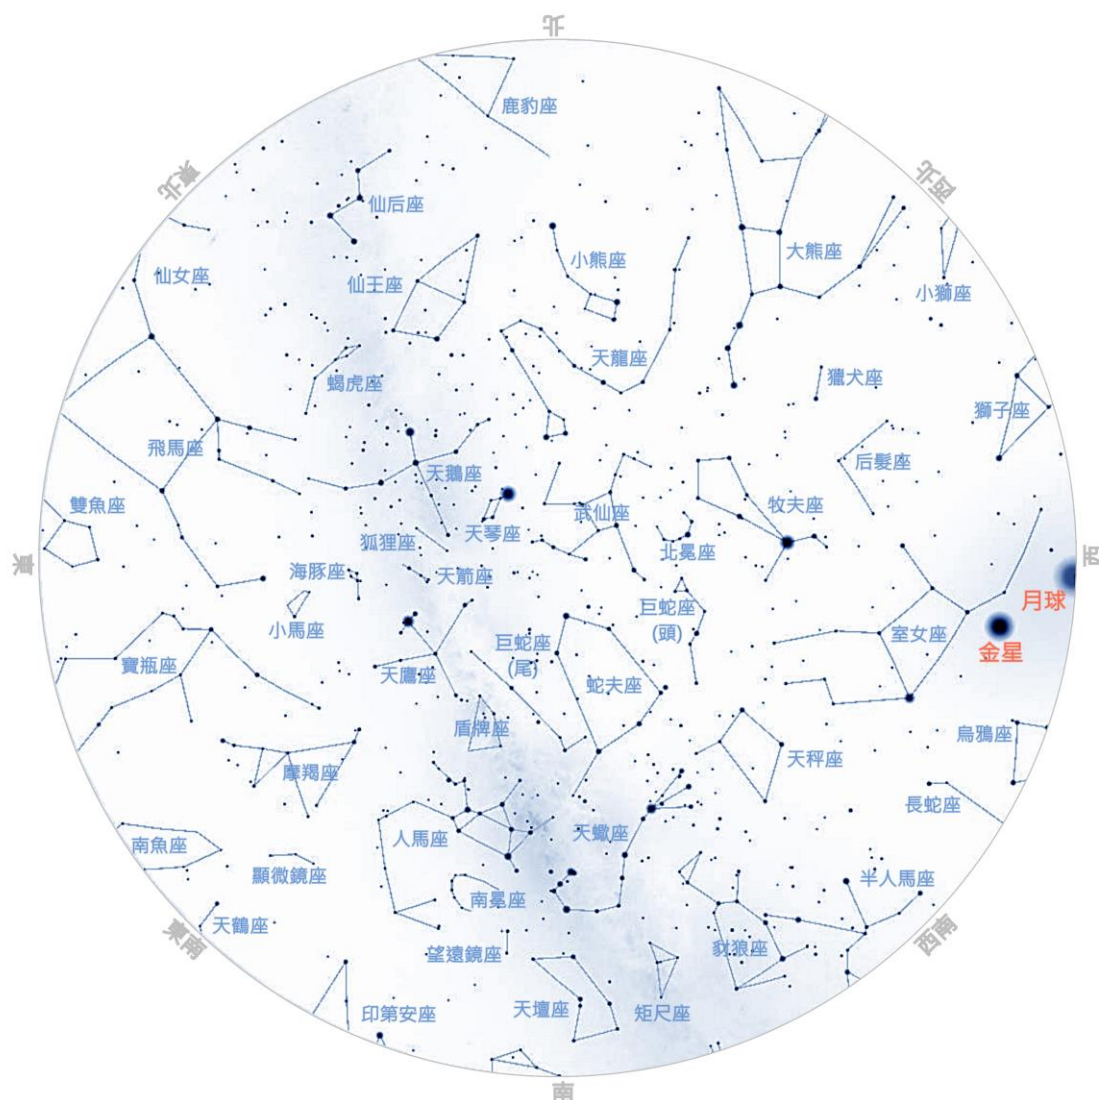 北
鹿豹座
東北
西北
仙后座
大熊座
小熊座
仙女座
仙王座
小獅座
天龍座
蝎虎座
獵犬座
獅子座
飛馬座
后髮座
天鵝座
雙魚座
牧夫座
武仙座
天琴座
狐狸座
北冕座
東
西
海豚座
天箭座
月球
巨蛇座
(頭)
小馬座
室女座
巨蛇座
(尾)
金星
寶瓶座
天鷹座
蛇夫座
盾牌座
烏鴉座
天秤座
摩羯座
長蛇座
人馬座
天蠍座
南魚座
顯微鏡座
半人馬座
南冕座
天鶴座
東南
西南
豺狼座
望遠鏡座
印第安座
天壇座
矩尺座
南